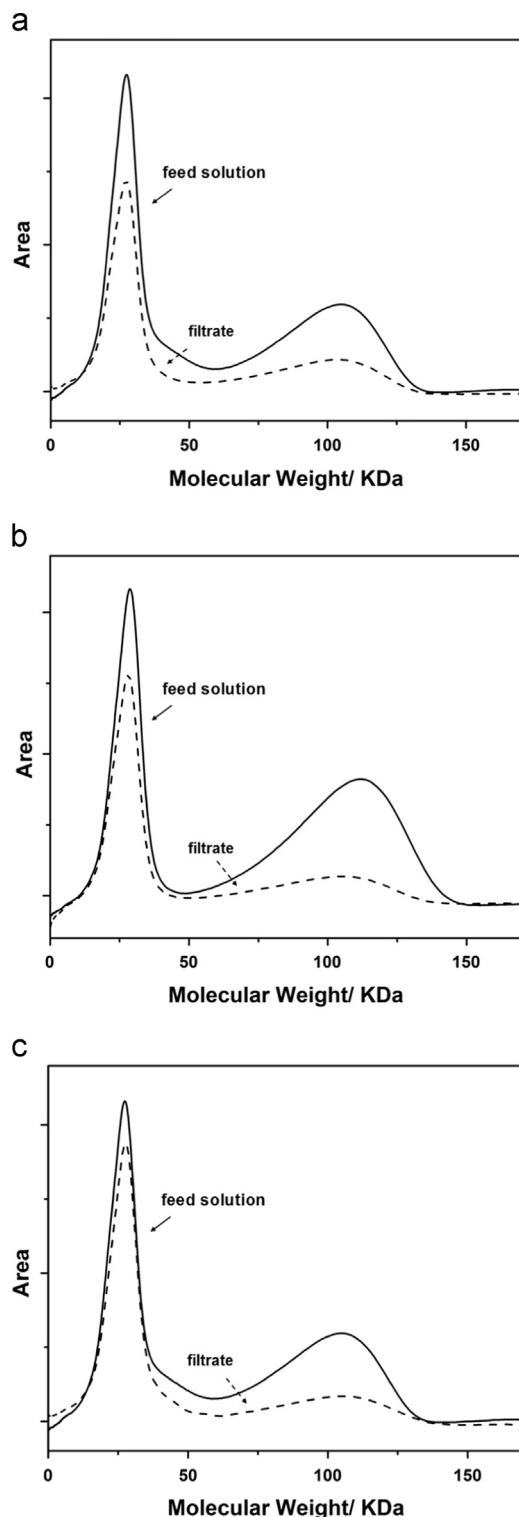 a
feed solution
filtrate
Area
0 50 100 150
Molecular Weight/ KDa
b
feed solution
filtrate
Area
0 50 100 150
Molecular Weight/ KDa
c
feed solution
filtrate
Area
0 50 100 150
Molecular Weight/ KDa